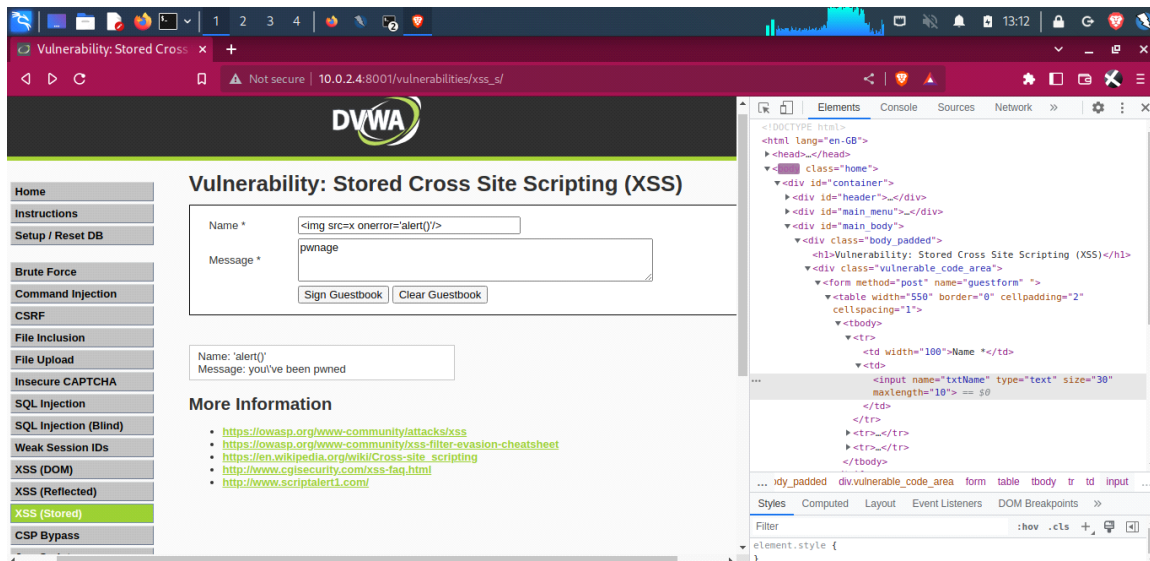 1 2 3 4 2 13:12
Vulnerability: Stored Cross × +
Not secure | 10.0.2.4:8001/vulnerabilities/xss_s/
DVWA
Home
Instructions
Setup / Reset DB
Brute Force
Command Injection
CSRF
File Inclusion
File Upload
Insecure CAPTCHA
SQL Injection
SQL Injection (Blind)
Weak Session IDs
XSS (DOM)
XSS (Reflected)
XSS (Stored)
CSP Bypass
Vulnerability: Stored Cross Site Scripting (XSS)
Name * <img src=x onerror='alert()'/>
Message * pwnage
Sign Guestbook Clear Guestbook
Name: 'alert()'
Message: you\'ve been pwned
More Information
https://owasp.org/www-community/attacks/xss
https://owasp.org/www-community/xss-filter-evasion-cheatsheet
https://en.wikipedia.org/wiki/Cross-site_scripting
http://www.cgisecurity.com/xss-faq.html
http://www.scriptalert1.com/
Elements Console Sources Network »
<!DOCTYPE html>
<html lang="en-GB">
<head>…</head>
<body class="home">
<div id="container">
<div id="header">…</div>
<div id="main_menu">…</div>
<div id="main_body">
<div class="body_padded">
<h1>Vulnerability: Stored Cross Site Scripting (XSS)</h1>
<div class="vulnerable_code_area">
<form method="post" name="guestform" ">
<table width="550" border="0" cellpadding="2"
cellspacing="1">
<tbody>
<tr>
<td width="100">Name *</td>
<td>
<input name="txtName" type="text" size="30"
maxlength="10"> == $0
</td>
</tr>
<tr>…</tr>
<tr>…</tr>
</tbody>
… ody_padded div.vulnerable_code_area form table tbody tr td input …
Styles Computed Layout Event Listeners DOM Breakpoints »
Filter :hov .cls +
element.style {
}